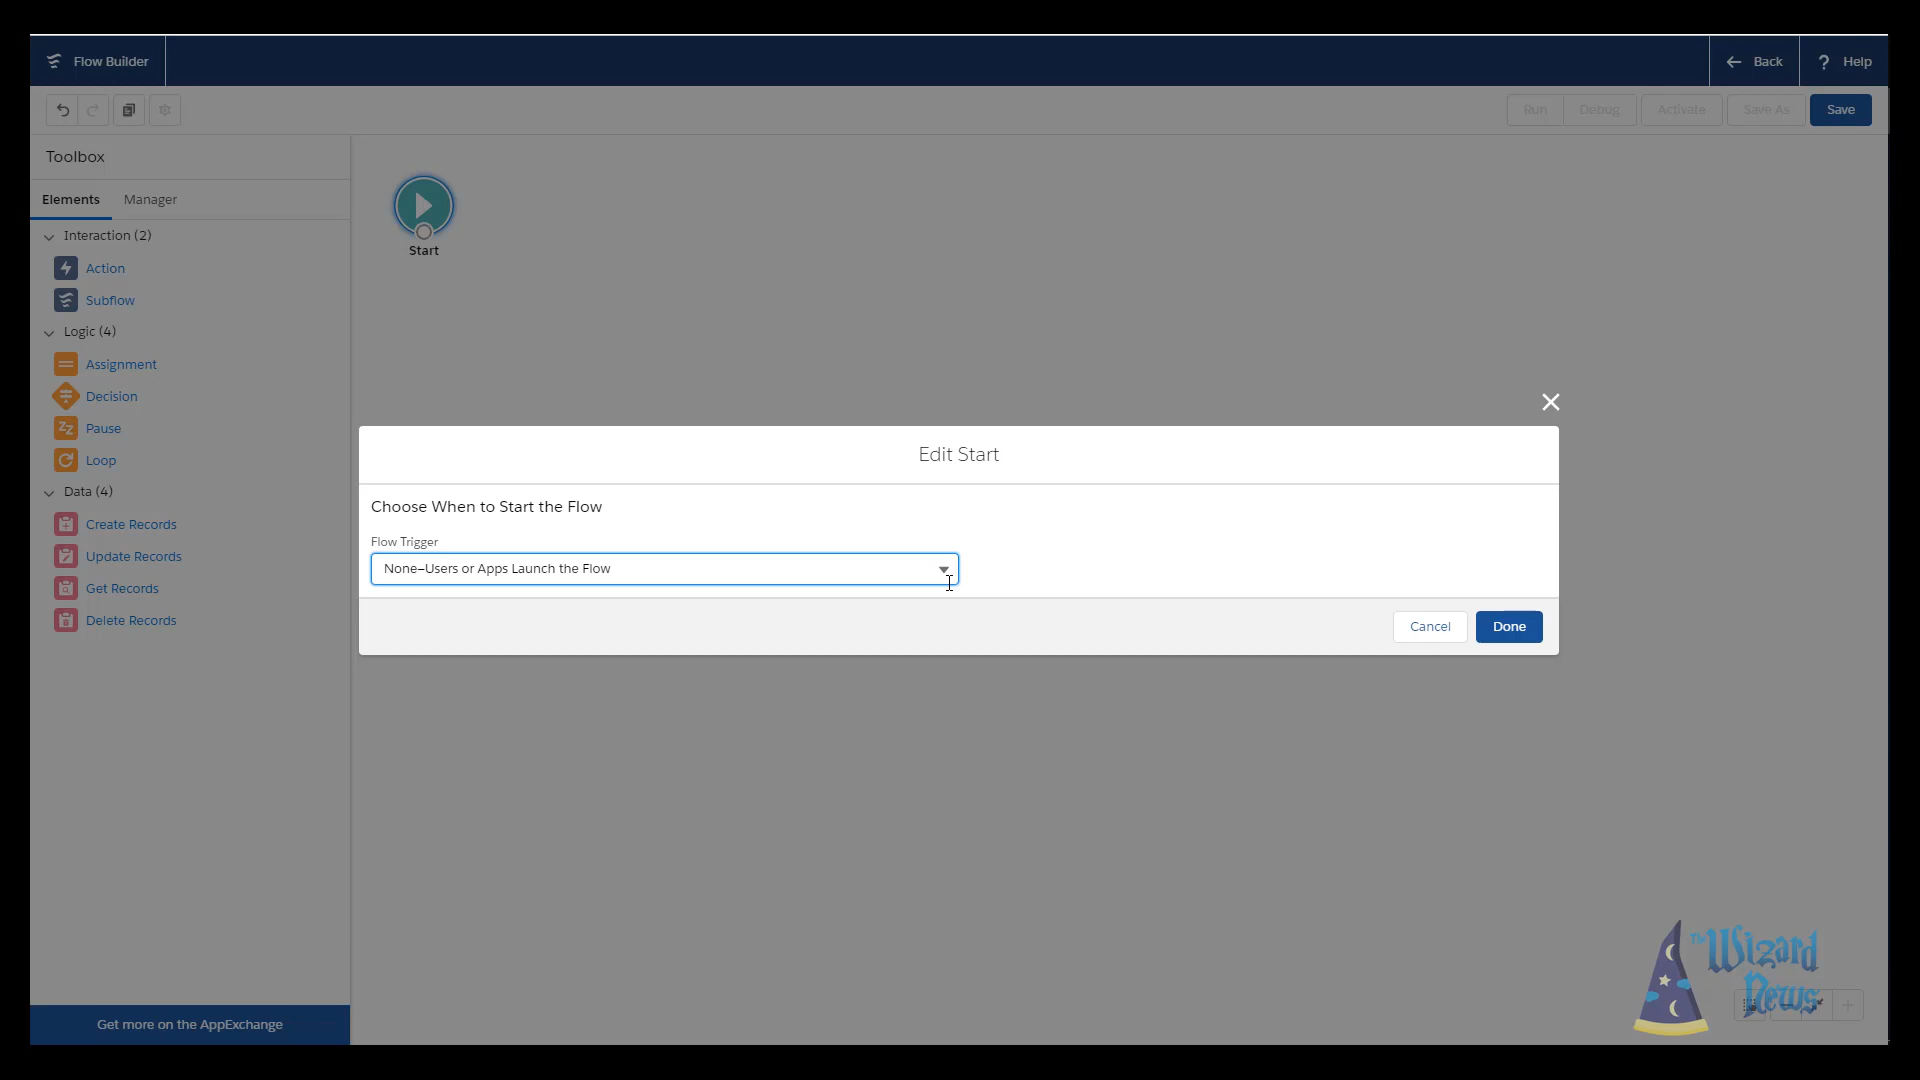 Flow Builder
Back
? Help
Run
Debug
Activate
Save As
Save
Toolbox
Elements
Manager
Interaction (2)
Action
Subflow
Logic (4)
Assignment
Decision
Pause
Loop
Data (4)
Create Records
Update Records
Get Records
Delete Records
Get more on the AppExchange
Start
Edit Start
Choose When to Start the Flow
Flow Trigger
None—Users or Apps Launch the Flow
Cancel
Done
The Wizard
News